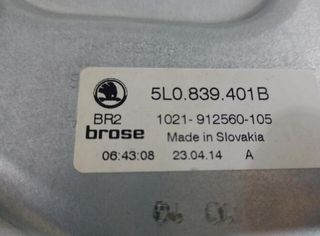 5L0.839.401B
BR2 1021-912560-105
brose Made in Slovakia
06:43:08 23.04.14 A